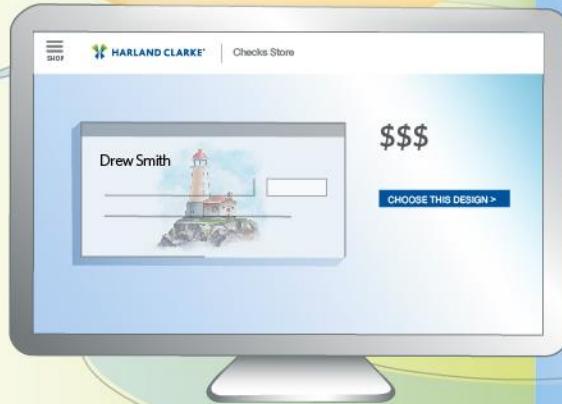 SHOP
HARLAND CLARKE®
Checks Store
Drew Smith
$$$
CHOOSE THIS DESIGN >